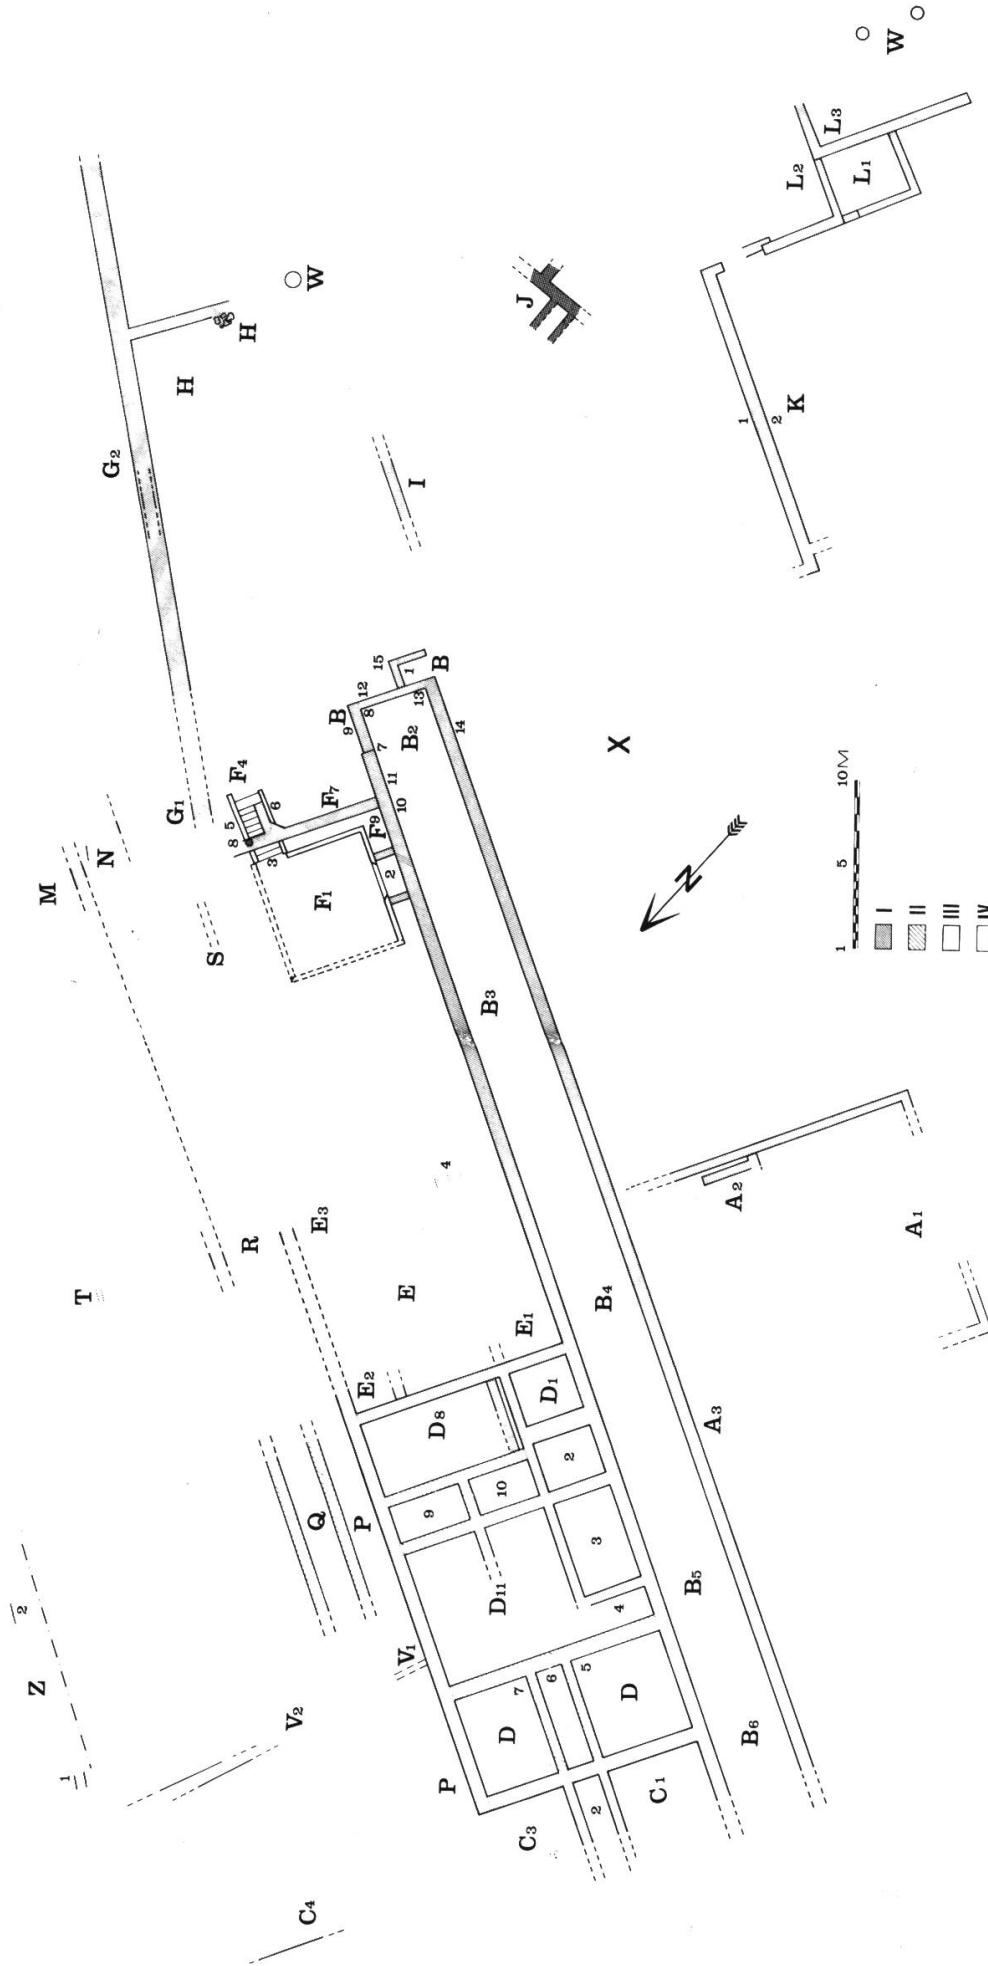 W
L3
L2
L1
W
H
H
J
G2
1
2
K
I
15
1
B
12
13
B
9
8
7
B2
14
11
10
F4
5
6
8
F7
F9
3
2
F1
G1
N
M
S
X
10 M
5
1
N
I
II
III
IV
B3
4
A2
A1
R
E3
T
E
B4
E1
E2
D1
D8
A3
2
10
9
Q
P
3
D11
B5
4
2
Z
V1
5
6
7
D
D
V2
B6
1
P
C1
2
C3
C4